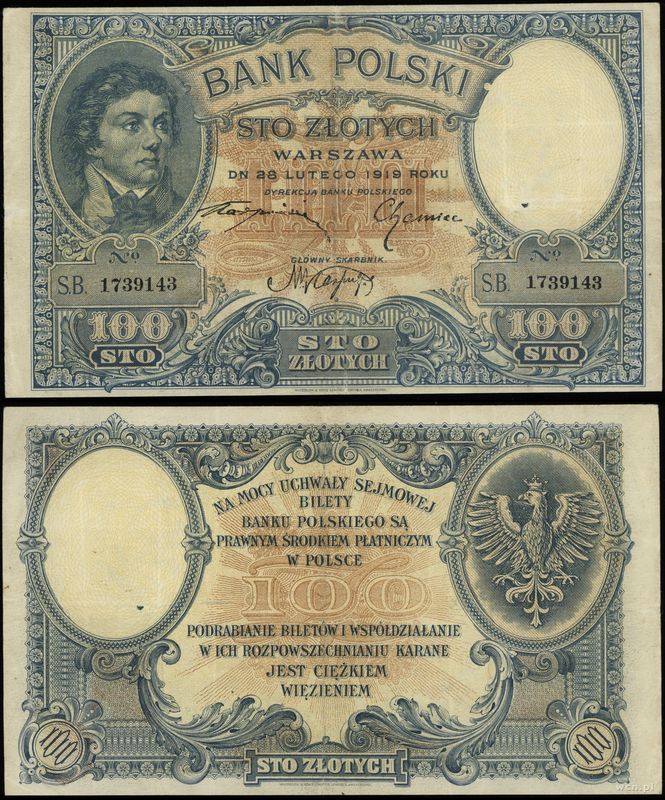 BANK POLSKI
STO ZŁOTYCH
WARSZAWA
DN 28 LUTEGO 1919 ROKU
DYREKCJA BANKU POLSKIEGO
GŁÓWNY SKARBNIK
Nº
S.B. 1739143
Nº
S.B. 1739143
100
STO
STO
ZŁOTYCH
100
STO
NA MOCY UCHWAŁY SEJMOWEJ
BILETY
BANKU POLSKIEGO SĄ
PRAWNYM ŚRODKIEM PŁATNICZYM
W POLSCE
100
PODRABIANIE BILETÓW I WSPÓŁDZIAŁANIE
W ICH ROZPOWSZECHNIANIU KARANE
JEST CIĘŻKIEM
WIĘZIENIEM
100
STO ZŁOTYCH
100
wcn.pl